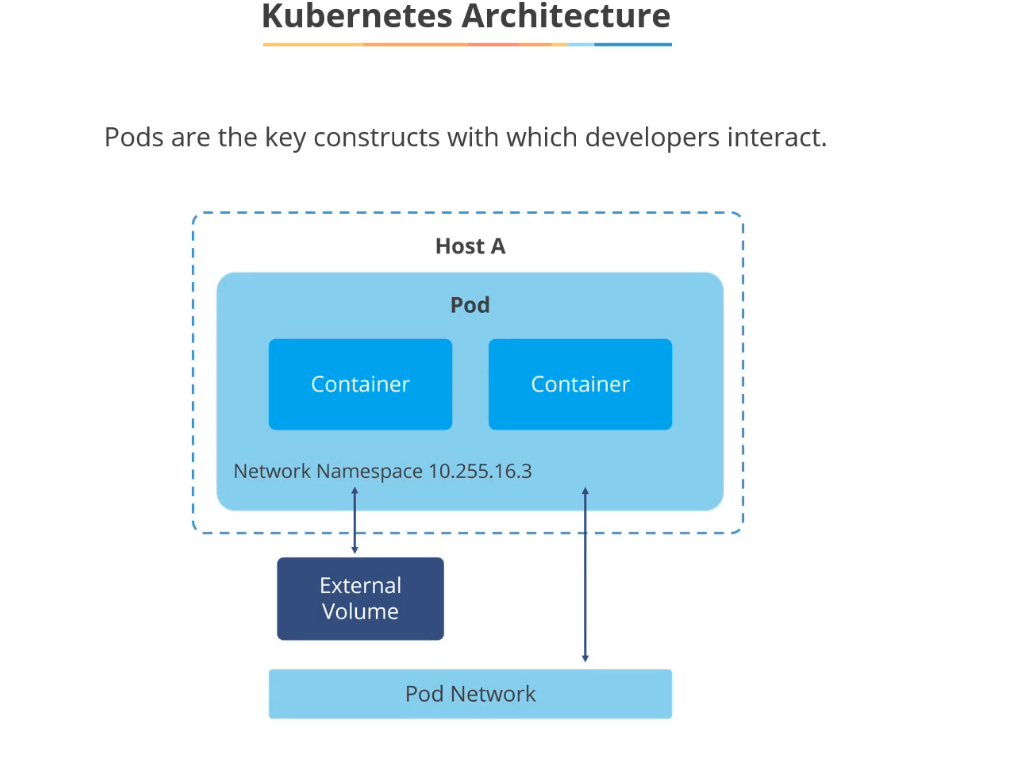 Kubernetes Architecture
Pods are the key constructs with which developers interact.
Host A
Pod
Container
Container
Network Namespace 10.255.16.3
External
Volume
Pod Network